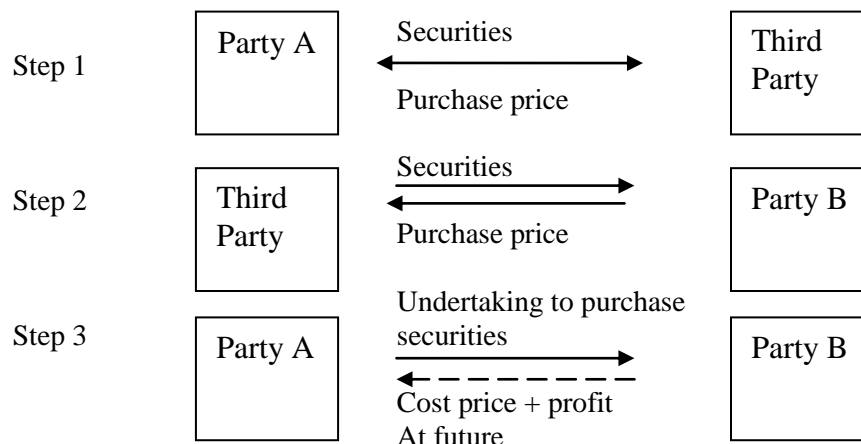 Step 1
Party A
Securities
Purchase price
Third
Party
Step 2
Third
Party
Securities
Purchase price
Party B
Step 3
Party A
Undertaking to purchase
securities
Cost price + profit
At future
Party B